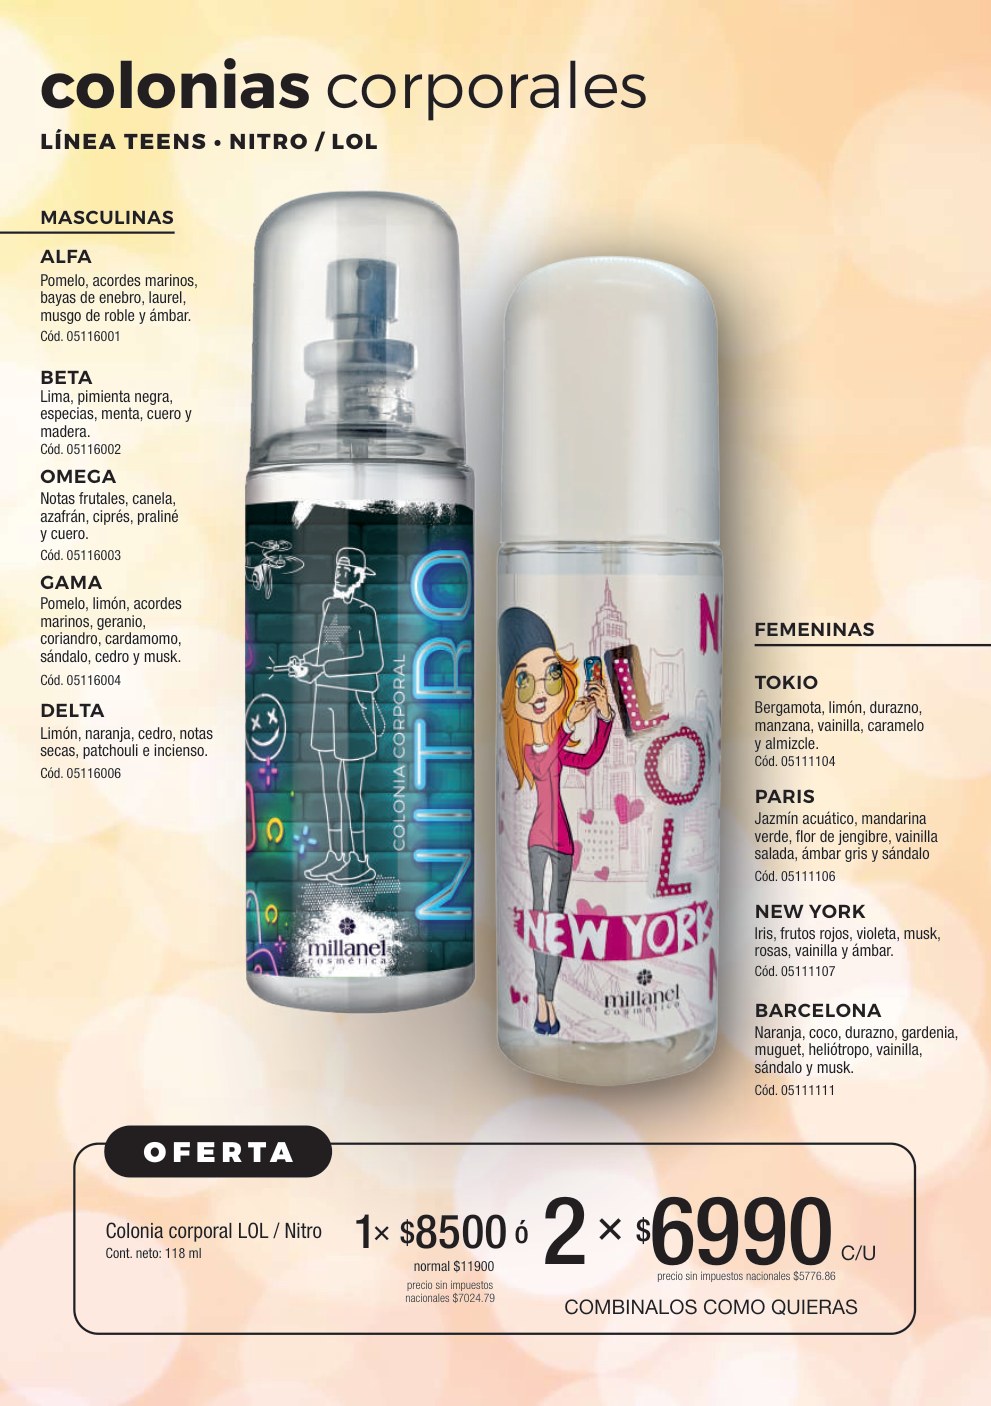 colonias corporales
LÍNEA TEENS • NITRO / LOL
MASCULINAS
ALFA
Pomelo, acordes marinos,
bayas de enebro, laurel,
musgo de roble y ámbar.
Cód. 05116001
BETA
Lima, pimienta negra,
especias, menta, cuero y
madera.
Cód. 05116002
OMEGA
Notas frutales, canela,
azafrán, ciprés, praliné
y cuero.
Cód. 05116003
GAMA
Pomelo, limón, acordes
marinos, geranio,
coriandro, cardamomo,
sándalo, cedro y musk.
Cód. 05116004
DELTA
Limón, naranja, cedro, notas
secas, patchouli e incienso.
Cód. 05116006
COLONIA CORPORAL
NITRO
millanel
cosmética
LOL
NEW YORK
millanel
cosmética
FEMENINAS
TOKIO
Bergamota, limón, durazno,
manzana, vainilla, caramelo
y almizcle.
Cód. 05111104
PARIS
Jazmín acuático, mandarina
verde, flor de jengibre, vainilla
salada, ámbar gris y sándalo
Cód. 05111106
NEW YORK
Iris, frutos rojos, violeta, musk,
rosas, vainilla y ámbar.
Cód. 05111107
BARCELONA
Naranja, coco, durazno, gardenia,
muguet, heliótropo, vainilla,
sándalo y musk.
Cód. 05111111
OFERTA
Colonia corporal LOL / Nitro
Cont. neto: 118 ml
1× $8500 ó 2 × $6990 C/U
normal $11900
precio sin impuestos
nacionales $7024.79
precio sin impuestos nacionales $5776.86
COMBINALOS COMO QUIERAS